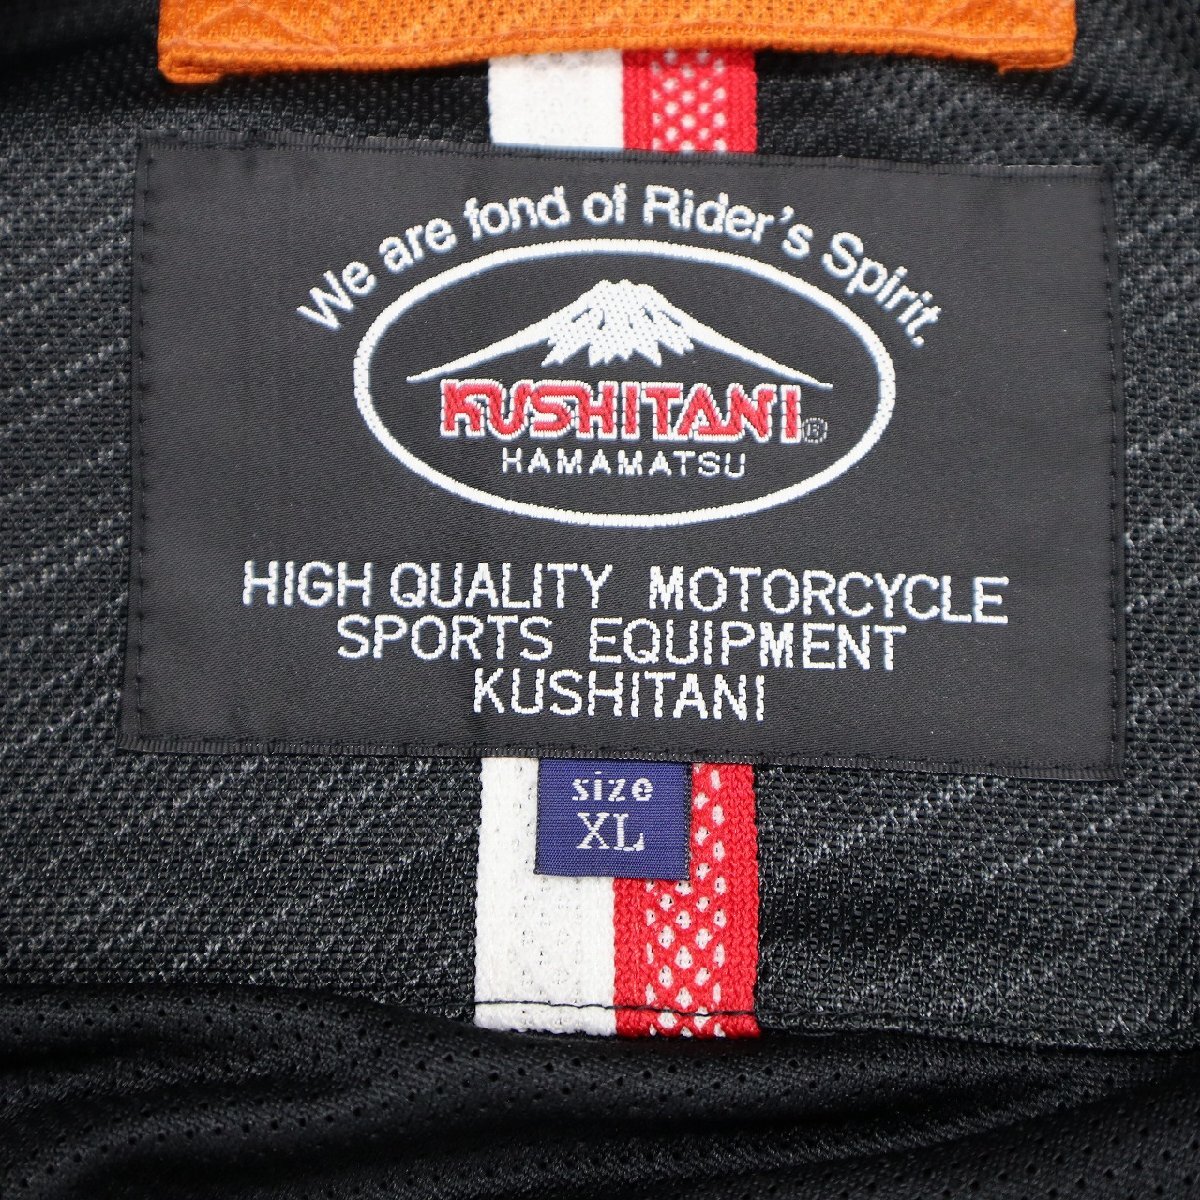 We are fond of Rider's Spirit.
KUSHITANI®
HAMAMATSU
HIGH QUALITY MOTORCYCLE
SPORTS EQUIPMENT
KUSHITANI
size
XL